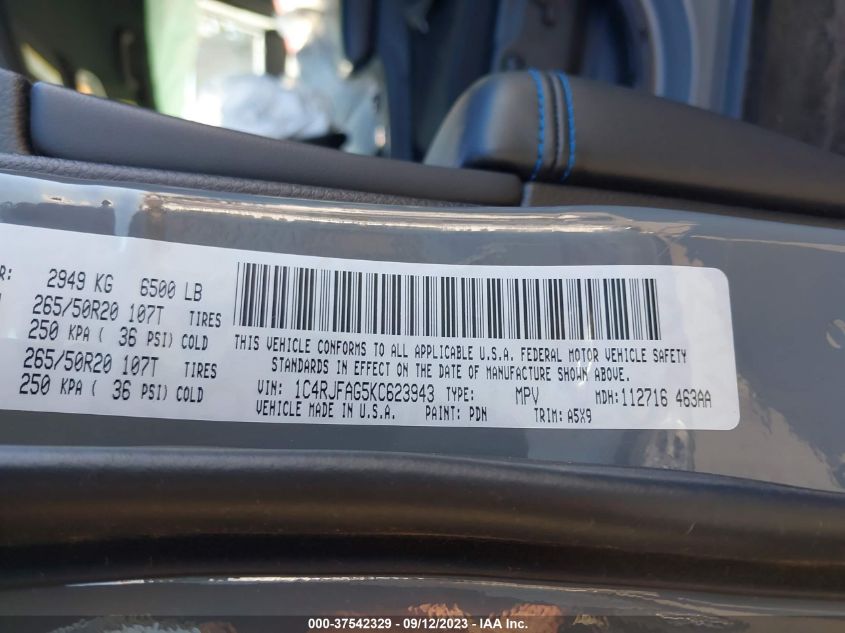 R: 2949 KG 6500 LB
265/50R20 107T TIRES
250 KPA ( 36 PSI) COLD
265/50R20 107T TIRES
250 KPA ( 36 PSI) COLD
THIS VEHICLE CONFORMS TO ALL APPLICABLE U.S.A. FEDERAL MOTOR VEHICLE SAFETY
STANDARDS IN EFFECT ON THE DATE OF MANUFACTURE SHOWN ABOVE.
VIN: 1C4RJFAG5KC623943 TYPE: MPV MDH: 112716 463AA
VEHICLE MADE IN U.S.A. PAINT: PDN TRIM: A5X9
000-37542329 - 09/12/2023 - IAA Inc.